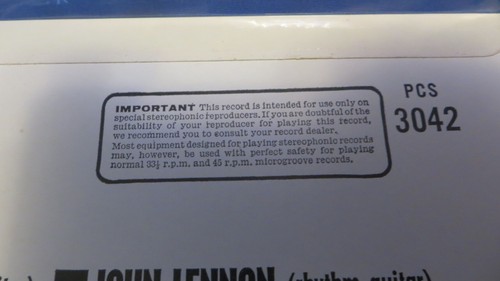 IMPORTANT This record is intended for use only on
special stereophonic reproducers. If you are doubtful of the
suitability of your reproducer for playing this record,
we recommend you to consult your record dealer.
Most equipment designed for playing stereophonic records
may, however, be used with perfect safety for playing
normal 33⅓ r.p.m. and 45 r.p.m. microgroove records.
PCS
3042
JOHN LENNON (rhythm guitar)